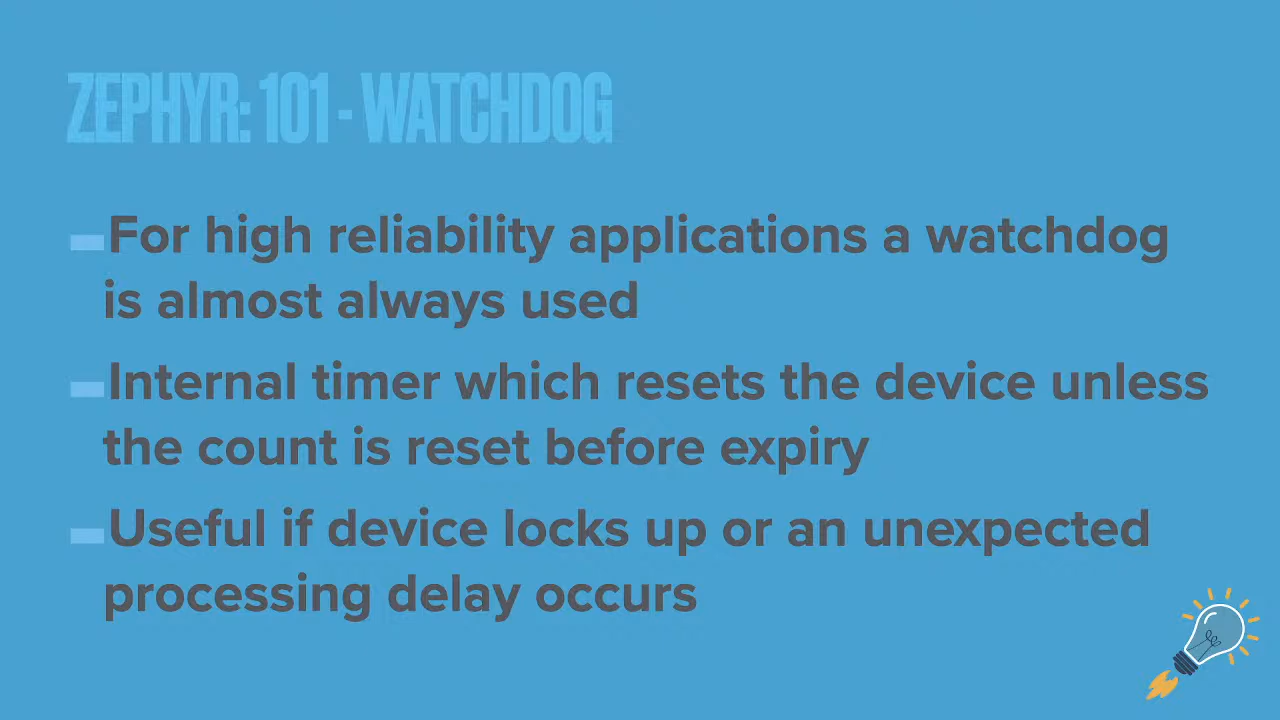 ZEPHYR: 101 - WATCHDOG
For high reliability applications a watchdog
is almost always used
Internal timer which resets the device unless
the count is reset before expiry
Useful if device locks up or an unexpected
processing delay occurs